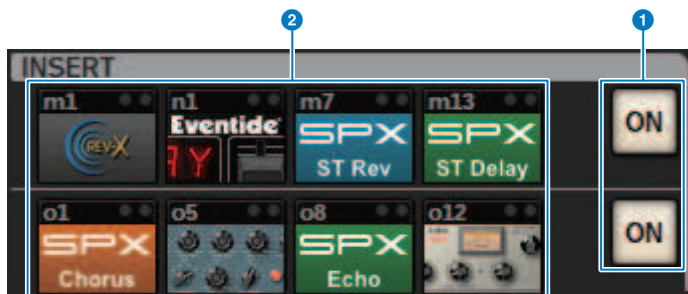 2
1
INSERT
m1 n1 m7 m13
REV-X Eventide SPX SPX
ST Rev ST Delay
ON
o1 o5 o8 o12
SPX SPX
Chorus Echo
ON